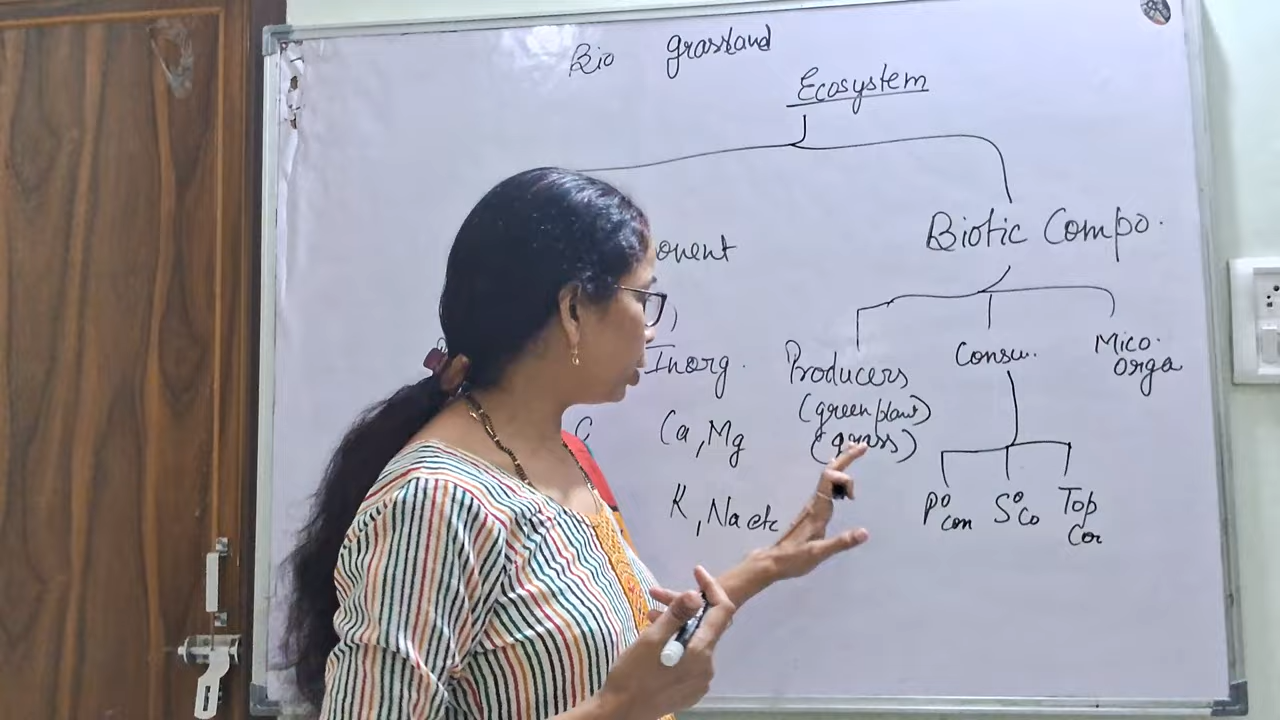 Bio grassland
Ecosystem
onent
Biotic Compo.
)
Inorg.
Producers
(green plant)
(grass)
Consu.
Mico.
orga
C
Ca, Mg
K, Na etc
P° con
S° Co
Top
Con